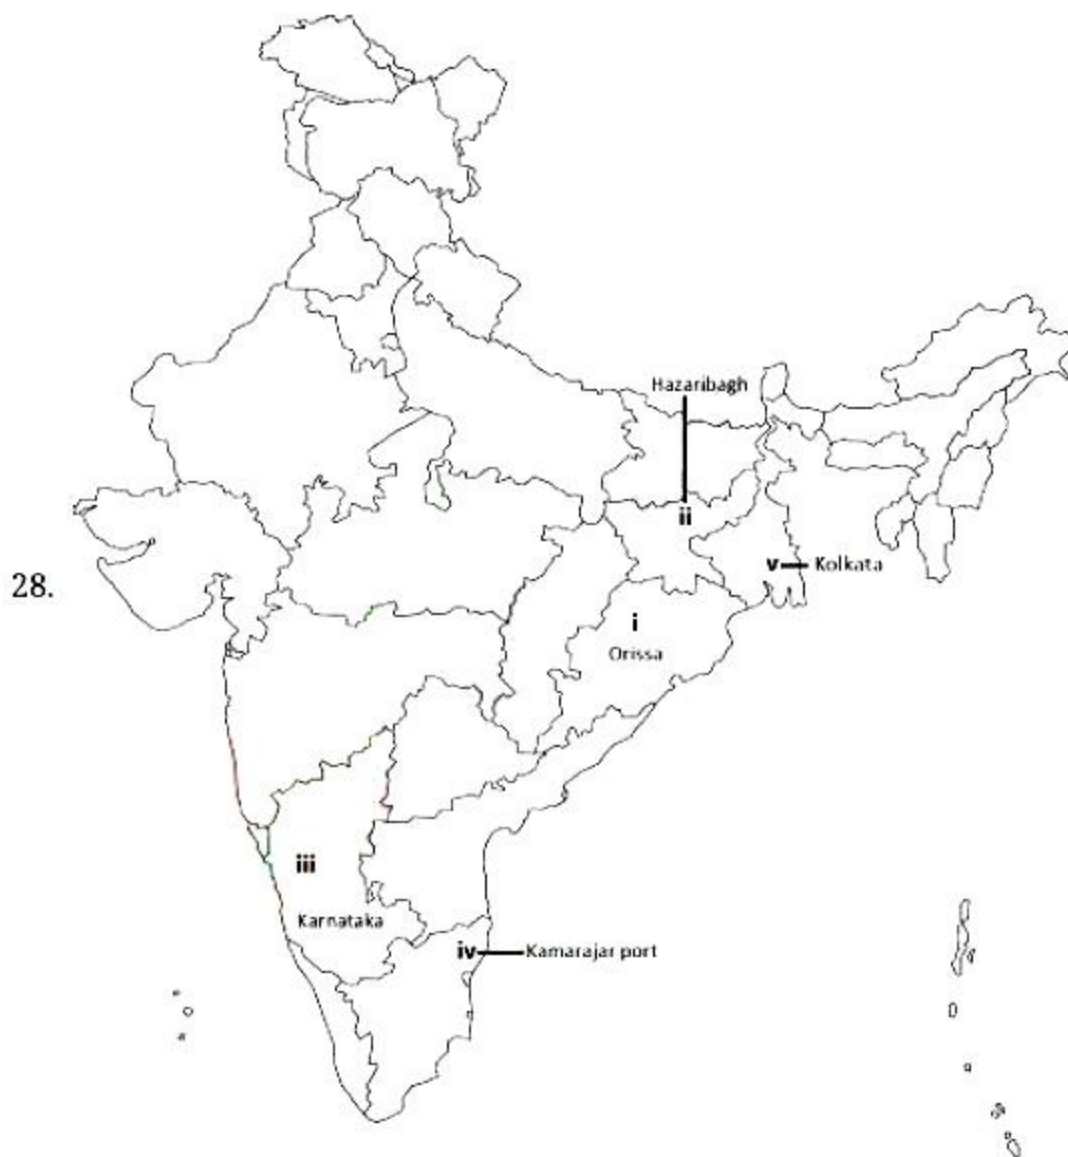 Hazaribagh
ii
v Kolkata
28.
i
Orissa
iii
Karnataka
iv Kamarajar port